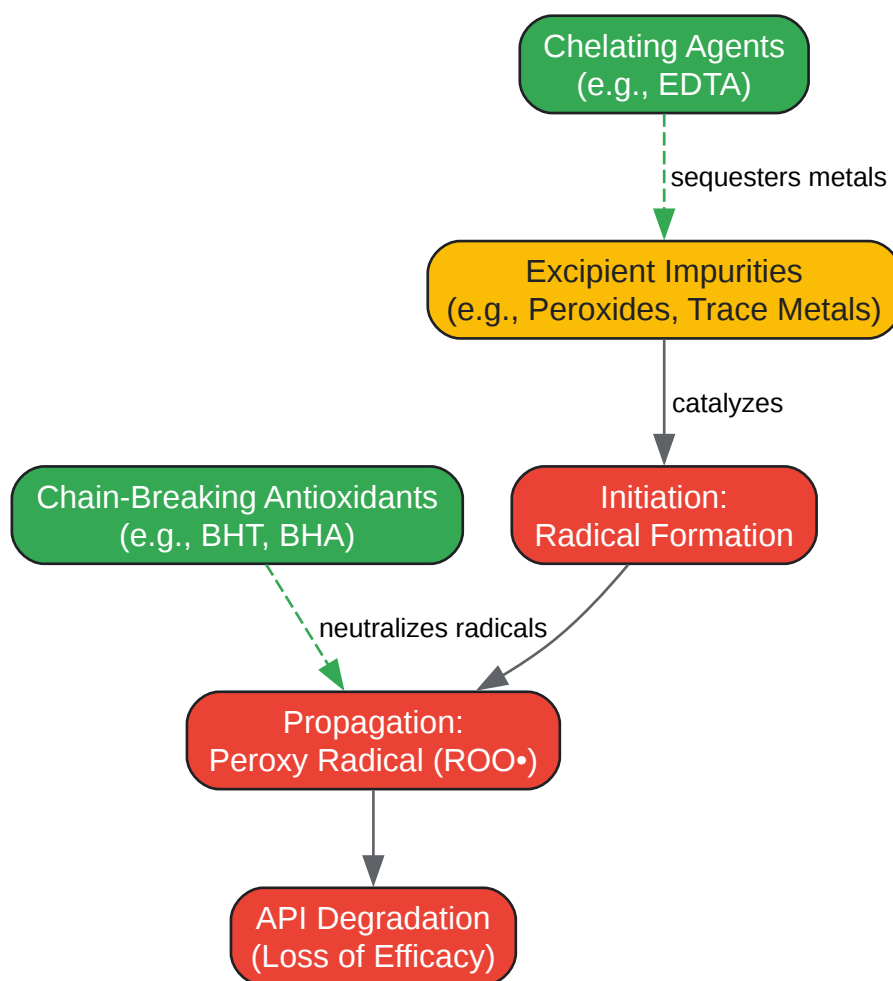 Chelating Agents
(e.g., EDTA)
sequesters metals
Excipient Impurities
(e.g., Peroxides, Trace Metals)
catalyzes
Chain-Breaking Antioxidants
(e.g., BHT, BHA)
Initiation:
Radical Formation
neutralizes radicals
Propagation:
Peroxy Radical (ROO•)
API Degradation
(Loss of Efficacy)